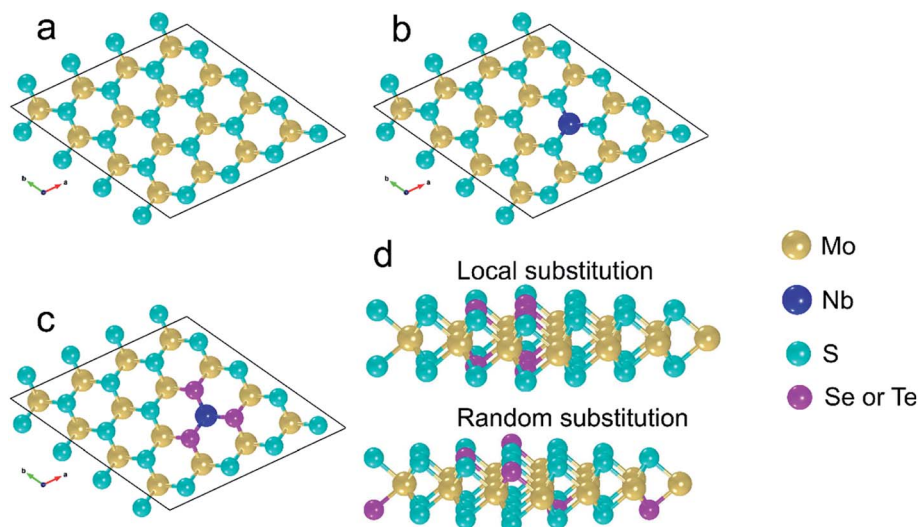 a
b
b
a
b
a
c
b
a
d
Local substitution
Random substitution
Mo
Nb
S
Se or Te